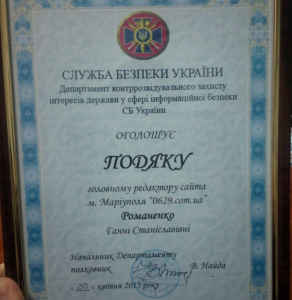 СЛУЖБА БЕЗПЕКИ УКРАЇНИ
Департамент контррозвідувального захисту
інтересів держави у сфері інформаційної безпеки
СБ України
ОГОЛОШУЄ
ПОДЯКУ
головному редактору сайта
м. Маріуполя "0629.com.ua"
Романенко
Ганні Станіславівні
Начальник Департаменту
полковник
В. Найда
квітня 2015 року